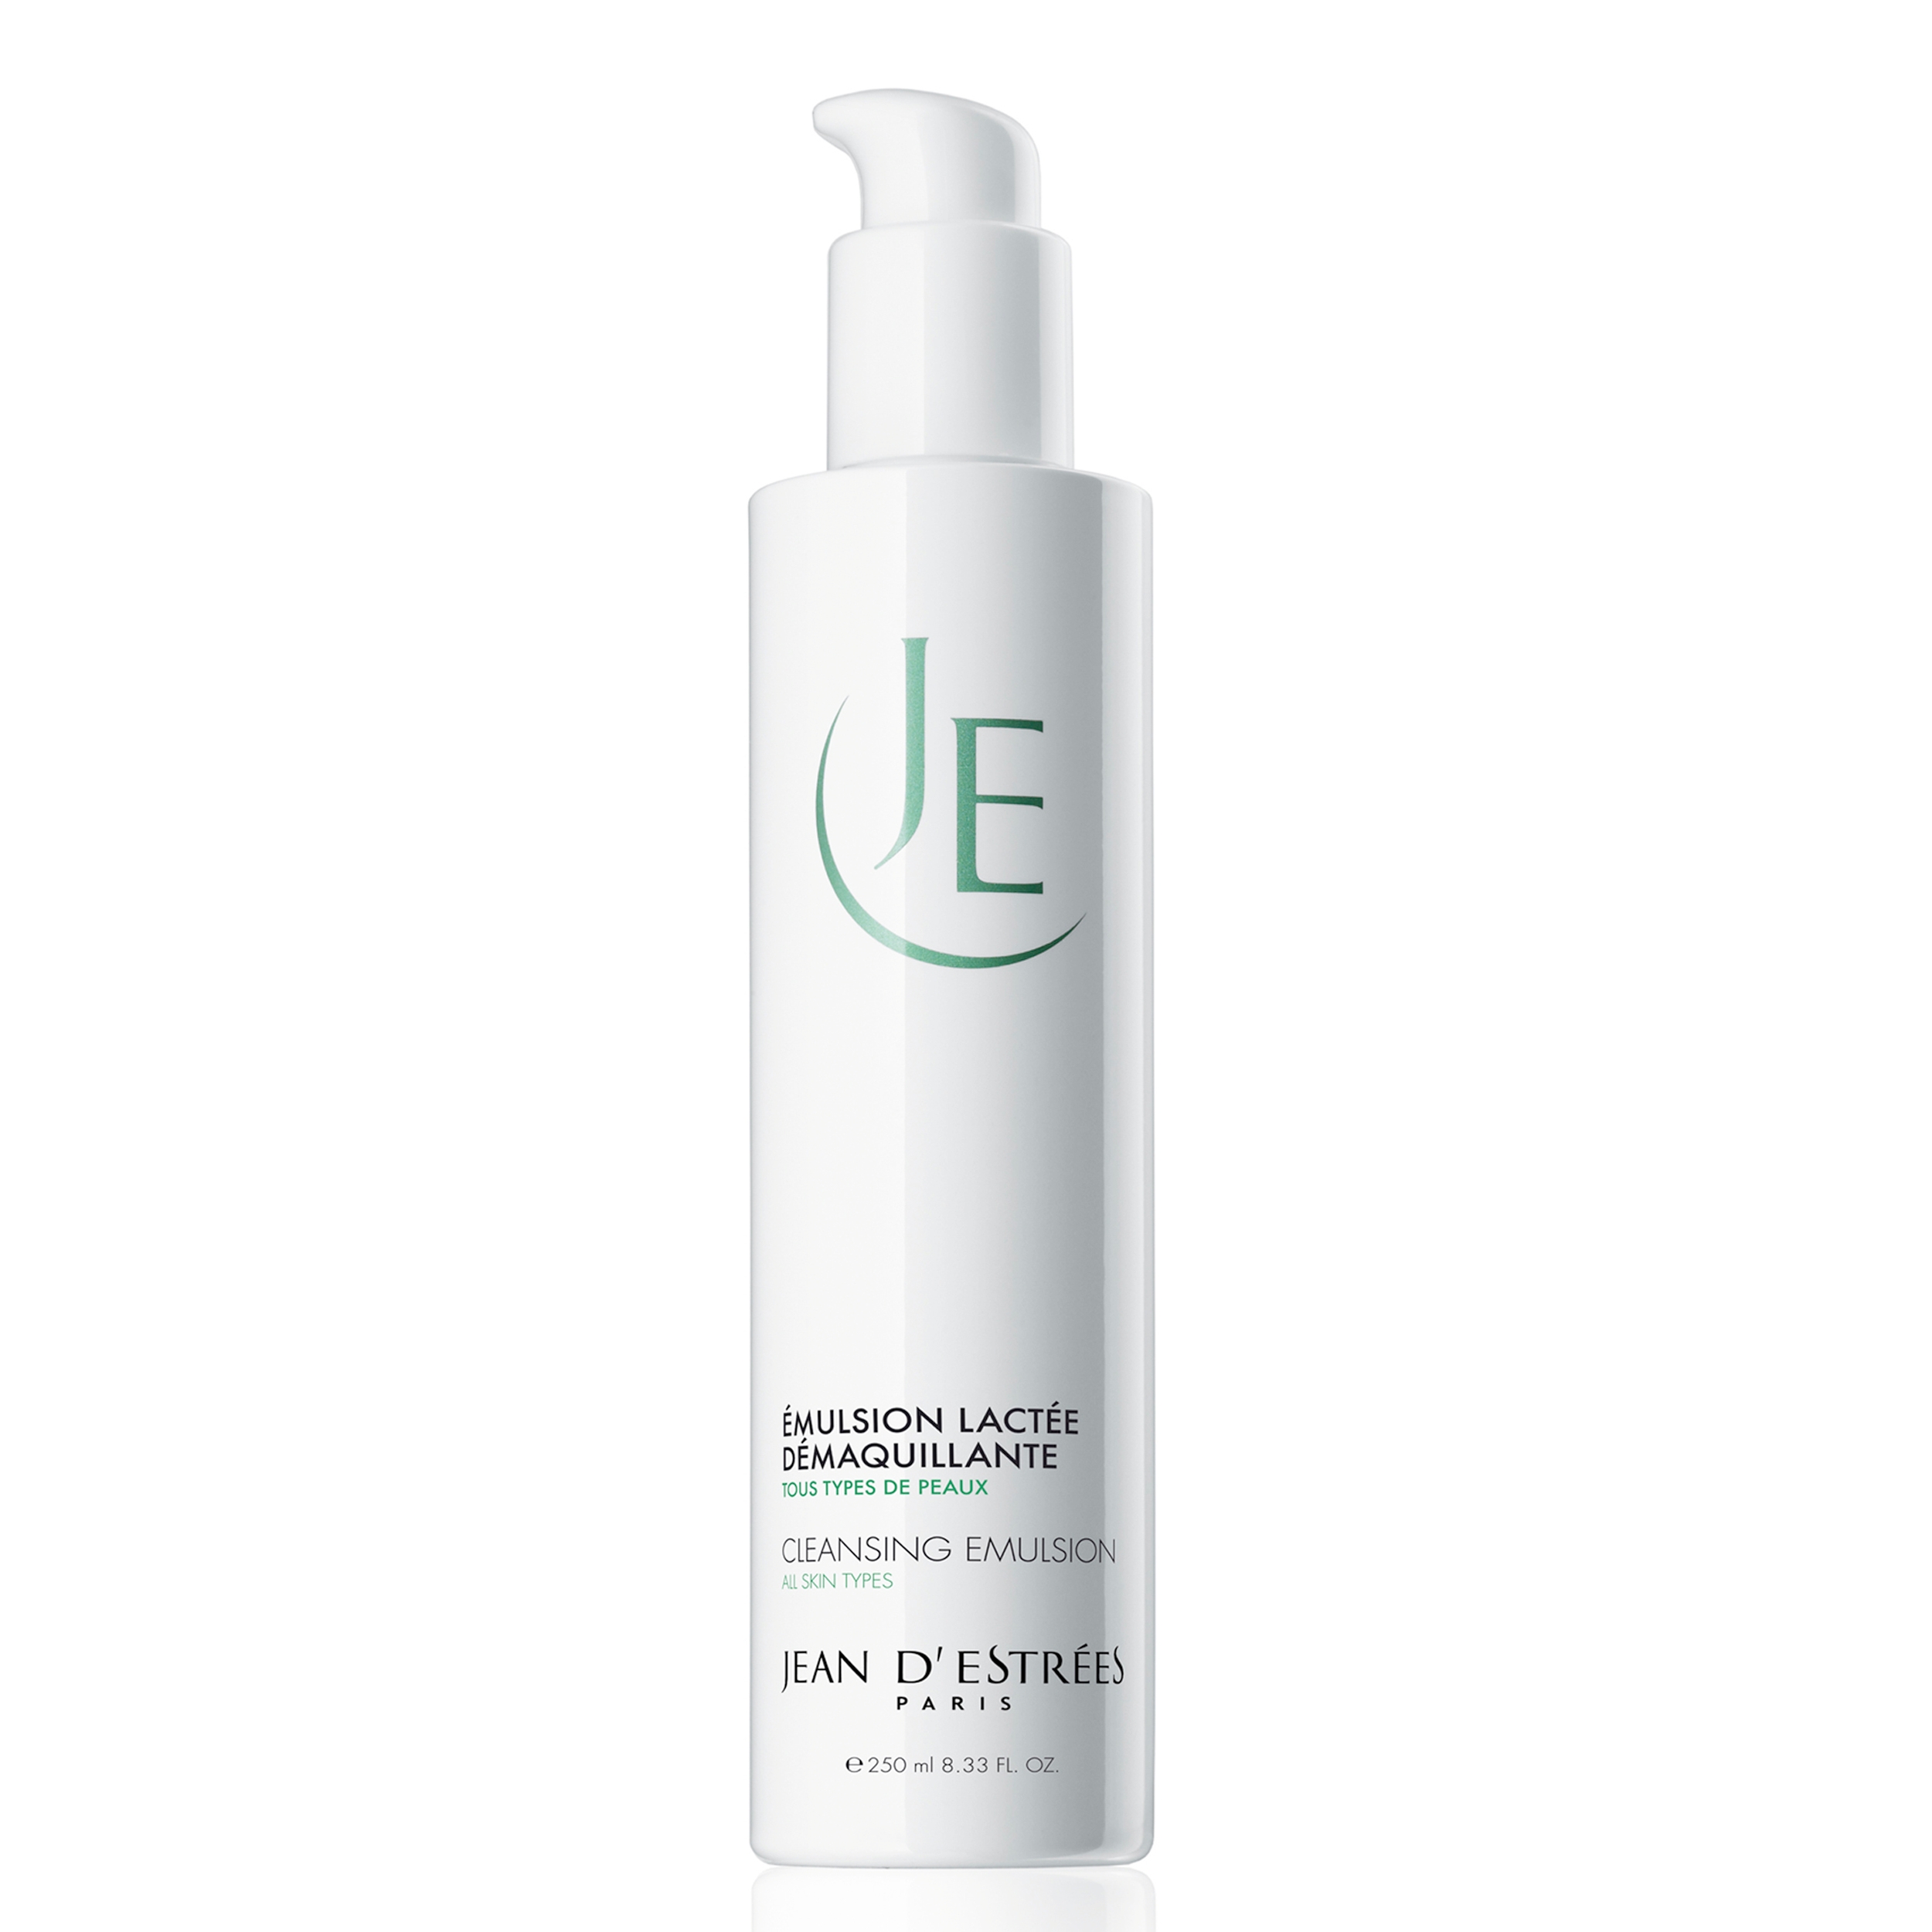 JE
ÉMULSION LACTÉE
DÉMAQUILLANTE
TOUS TYPES DE PEAUX
CLEANSING EMULSION
ALL SKIN TYPES
JEAN D'ESTRÉES
PARIS
℮250 ml 8.33 FL. OZ.